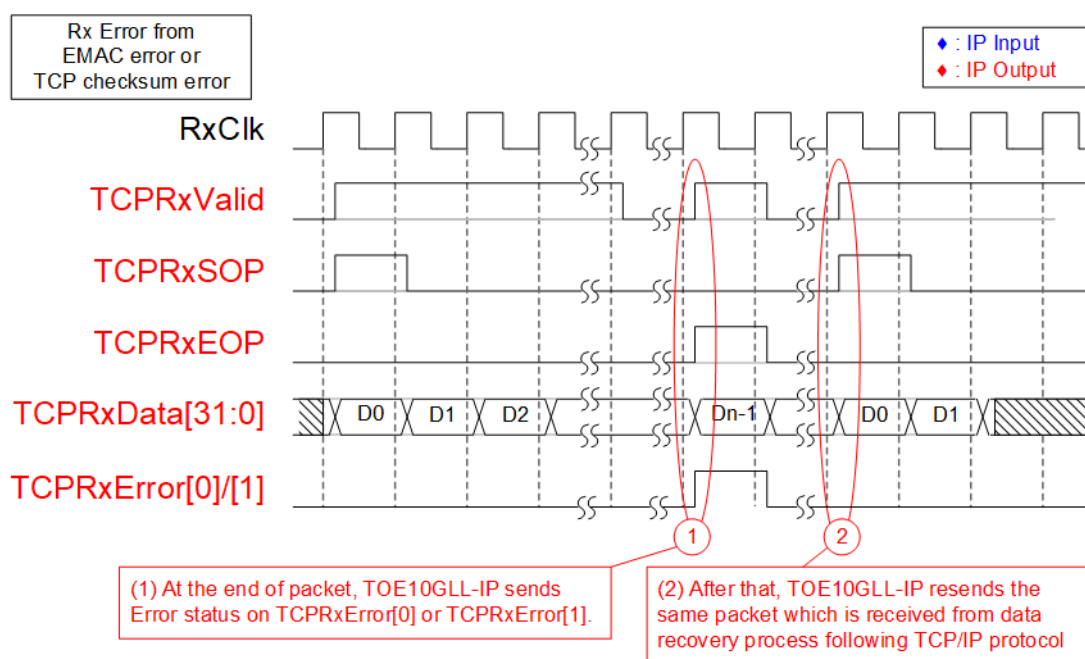 Rx Error from
EMAC error or
TCP checksum error
♦ : IP Input
♦ : IP Output
RxClk
TCPRxValid
TCPRxSOP
TCPRxEOP
TCPRxData[31:0]
D0 D1 D2 Dn-1 D0 D1
TCPRxError[0]/[1]
1 2
(1) At the end of packet, TOE10GLL-IP sends
Error status on TCPRxError[0] or TCPRxError[1].
(2) After that, TOE10GLL-IP resends the
same packet which is received from data
recovery process following TCP/IP protocol